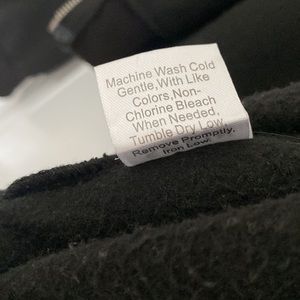 Machine Wash Cold
Gentle,With Like
Colors,Non-
Chlorine Bleach
When Needed,
Tumble Dry Low,
Remove Promptly,
Iron Low.